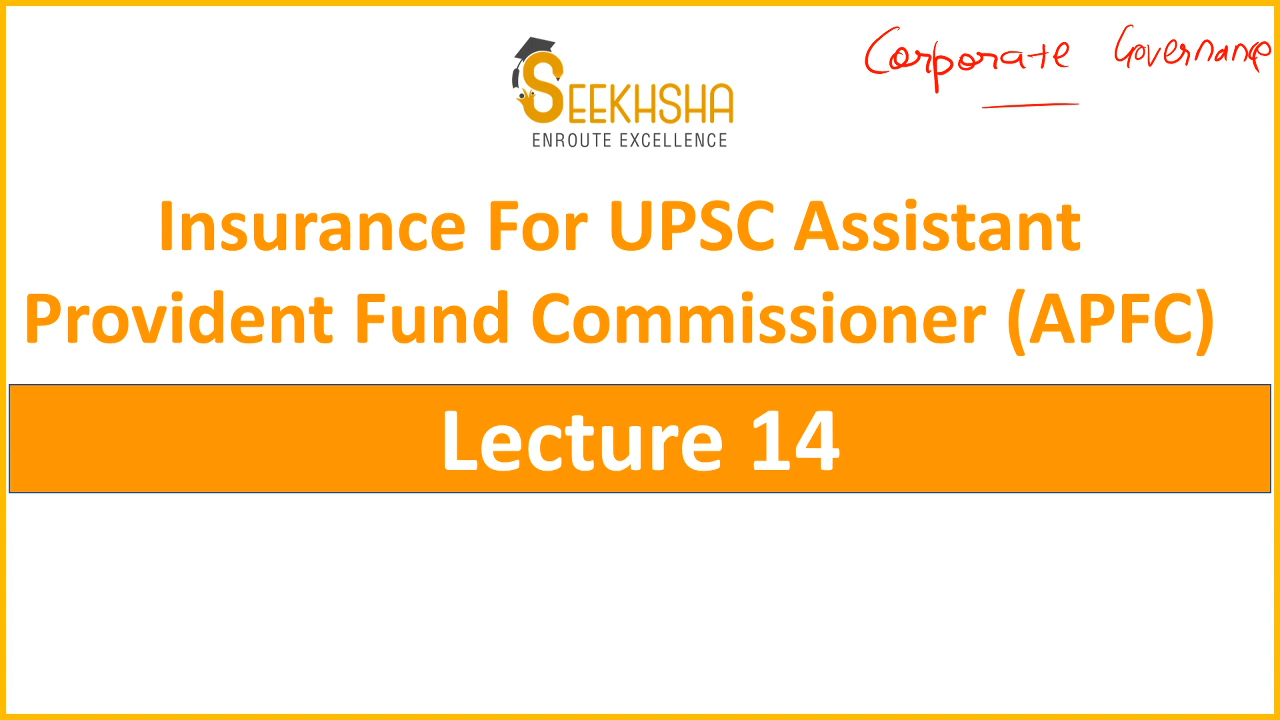 Corporate Governance
SEEKHSHA
ENROUTE EXCELLENCE
Insurance For UPSC Assistant
Provident Fund Commissioner (APFC)
Lecture 14